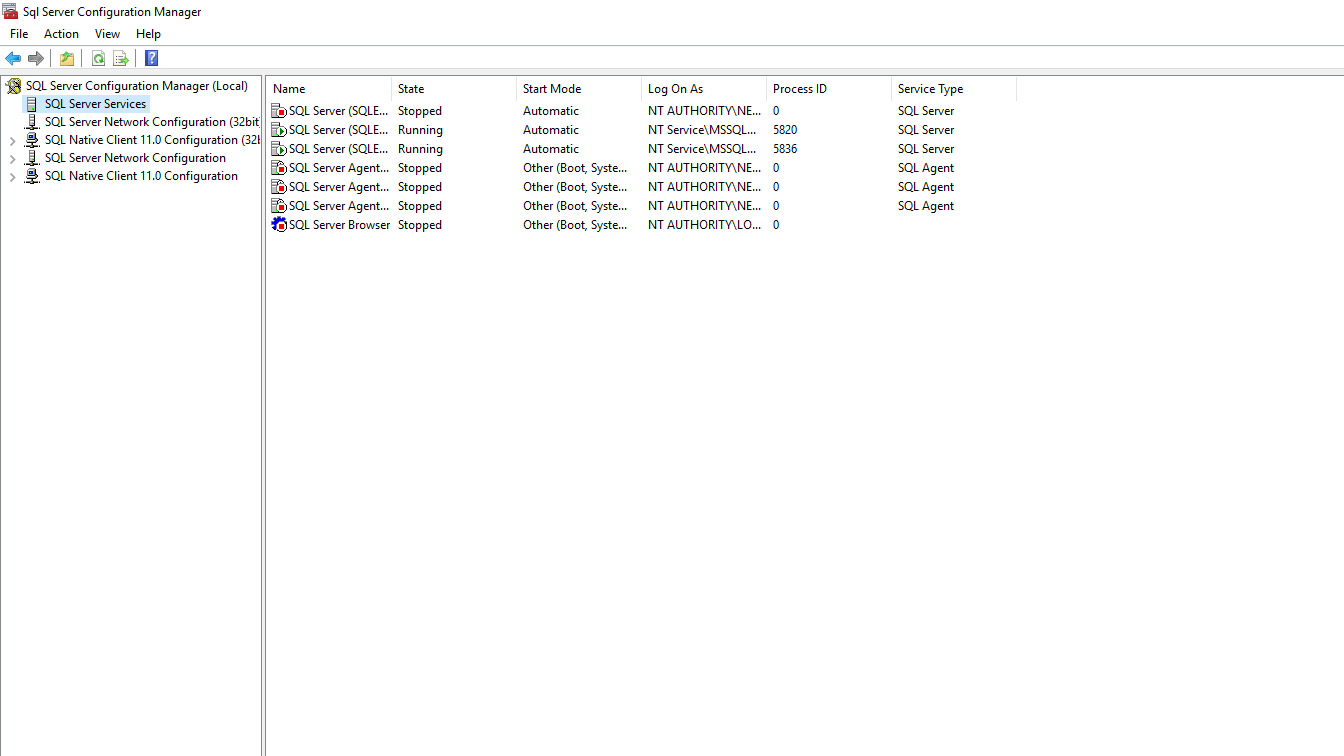 Sql Server Configuration Manager
File Action View Help
SQL Server Configuration Manager (Local)
SQL Server Services
SQL Server Network Configuration (32bit
SQL Native Client 11.0 Configuration (32b
SQL Server Network Configuration
SQL Native Client 11.0 Configuration
Name State Start Mode Log On As Process ID Service Type
SQL Server (SQLE... Stopped Automatic NT AUTHORITY\NE... 0 SQL Server
SQL Server (SQLE... Running Automatic NT Service\MSSQL... 5820 SQL Server
SQL Server (SQLE... Running Automatic NT Service\MSSQL... 5836 SQL Server
SQL Server Agent... Stopped Other (Boot, Syste... NT AUTHORITY\NE... 0 SQL Agent
SQL Server Agent... Stopped Other (Boot, Syste... NT AUTHORITY\NE... 0 SQL Agent
SQL Server Agent... Stopped Other (Boot, Syste... NT AUTHORITY\NE... 0 SQL Agent
SQL Server Browser Stopped Other (Boot, Syste... NT AUTHORITY\LO... 0